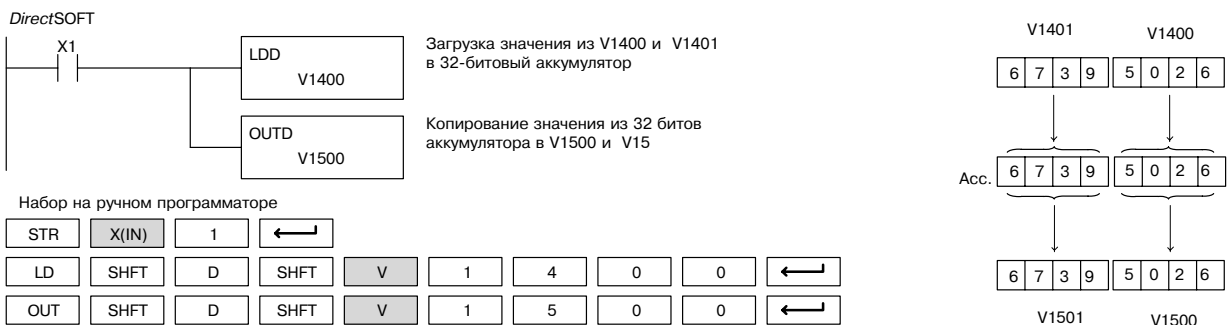 DirectSOFT
X1
LDD
V1400
Загрузка значения из V1400 и V1401
в 32-битовый аккумулятор
OUTD
V1500
Копирование значения из 32 битов
аккумулятора в V1500 и V15
Набор на ручном программаторе
STR X(IN) 1
LD SHFT D SHFT V 1 4 0 0
OUT SHFT D SHFT V 1 5 0 0
V1401 V1400
6 7 3 9 5 0 2 6
Acc. 6 7 3 9 5 0 2 6
6 7 3 9 5 0 2 6
V1501 V1500